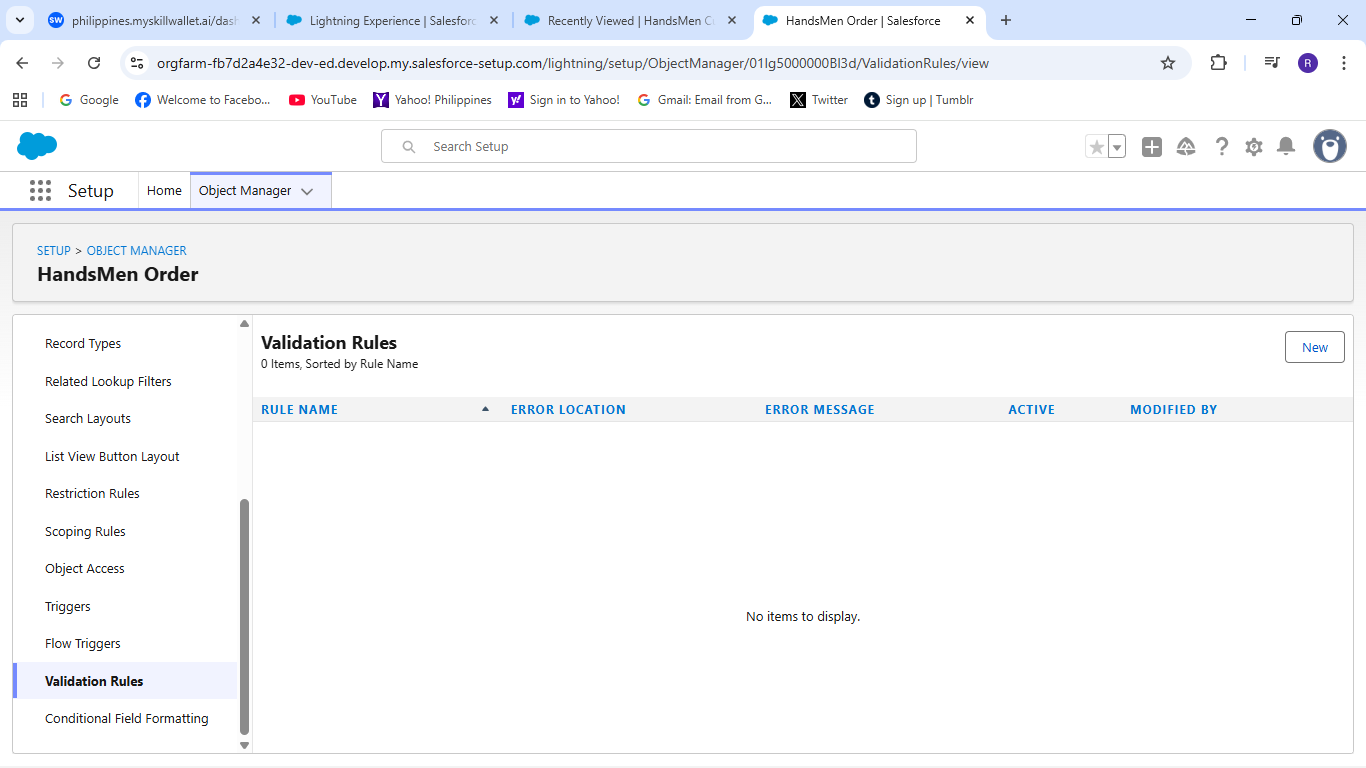 SW philippines.myskillwallet.ai/dash
Lightning Experience | Salesforc
Recently Viewed | HandsMen Cu
HandsMen Order | Salesforce
orgfarm-fb7d2a4e32-dev-ed.develop.my.salesforce-setup.com/lightning/setup/ObjectManager/01Ig5000000BI3d/ValidationRules/view
R
Google
Welcome to Facebo...
YouTube
Yahoo! Philippines
Sign in to Yahoo!
Gmail: Email from G...
Twitter
Sign up | Tumblr
Search Setup
Setup
Home
Object Manager
SETUP > OBJECT MANAGER
HandsMen Order
Record Types
Related Lookup Filters
Search Layouts
List View Button Layout
Restriction Rules
Scoping Rules
Object Access
Triggers
Flow Triggers
Validation Rules
Conditional Field Formatting
Validation Rules
0 Items, Sorted by Rule Name
New
RULE NAME ERROR LOCATION ERROR MESSAGE ACTIVE MODIFIED BY
No items to display.